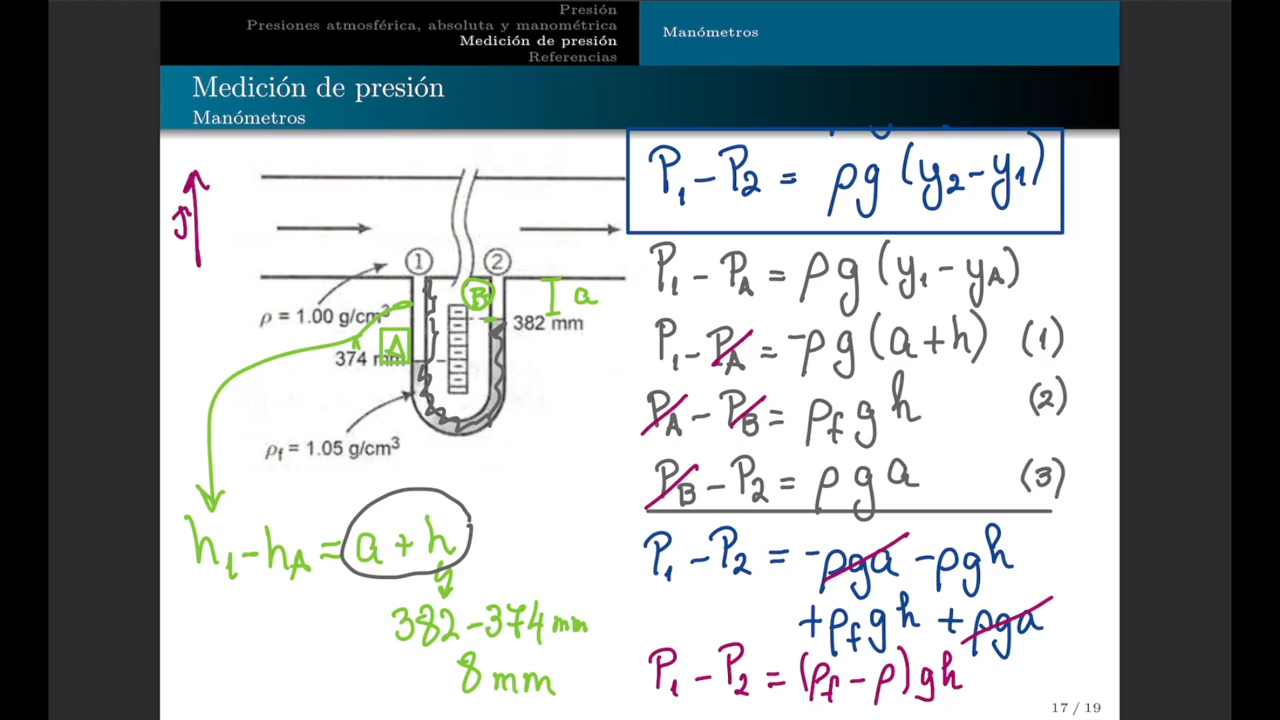 Presión
Presiones atmosférica, absoluta y manométrica
Medición de presión
Referencias
Manómetros
Medición de presión
Manómetros
y
1
2
B
a
ρ = 1.00 g/cm³
A
382 mm
374 mm
ρf = 1.05 g/cm³
h₁ - hA = a + h
382 - 374 mm
8 mm
P₁ - P₂ = ρg (y₂ - y₁)
P₁ - PA = ρg (y₁ - yA)
P₁ - PA = -ρg (a + h) (1)
PA - PB = ρf g h (2)
PB - P₂ = ρ g a (3)
P₁ - P₂ = -ρga - ρgh
+ ρf g h + ρga
P₁ - P₂ = (ρf - ρ) gh
17 / 19